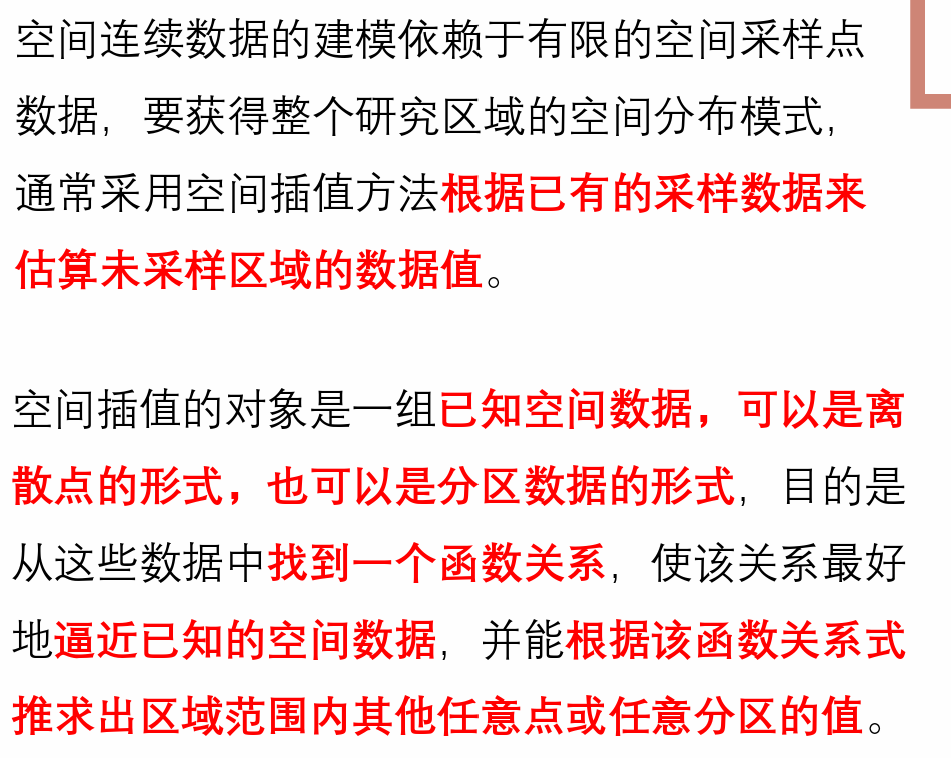 空间连续数据的建模依赖于有限的空间采样点
数据，要获得整个研究区域的空间分布模式，
通常采用空间插值方法根据已有的采样数据来
估算未采样区域的数据值。
空间插值的对象是一组已知空间数据，可以是离
散点的形式，也可以是分区数据的形式，目的是
从这些数据中找到一个函数关系，使该关系最好
地逼近已知的空间数据，并能根据该函数关系式
推求出区域范围内其他任意点或任意分区的值。